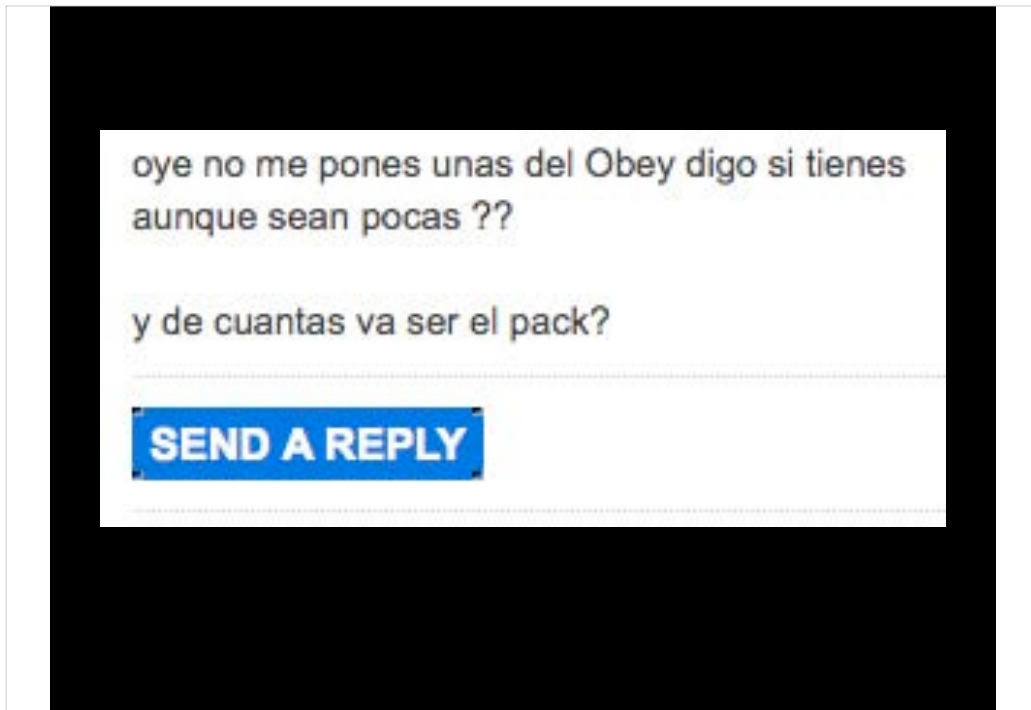 oye no me pones unas del Obey digo si tienes
aunque sean pocas ??
y de cuantas va ser el pack?
SEND A REPLY